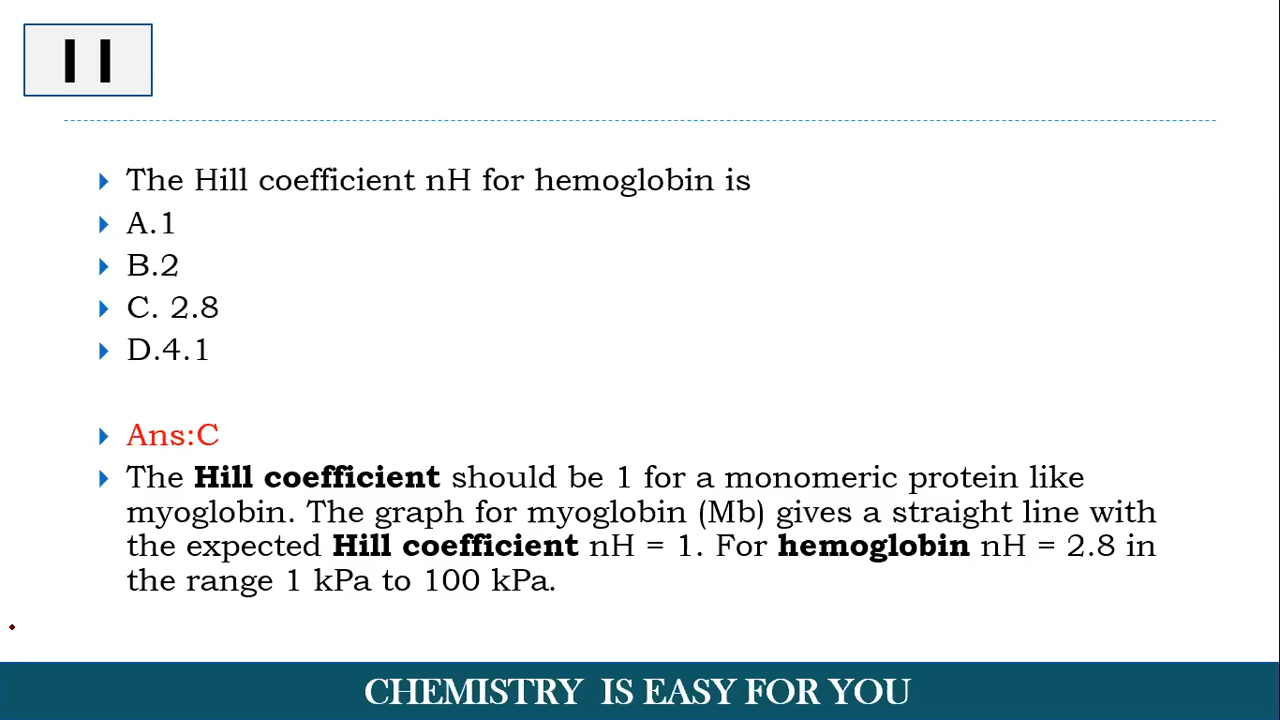 11
The Hill coefficient nH for hemoglobin is
A.1
B.2
C. 2.8
D.4.1
Ans:C
The Hill coefficient should be 1 for a monomeric protein like
myoglobin. The graph for myoglobin (Mb) gives a straight line with
the expected Hill coefficient nH = 1. For hemoglobin nH = 2.8 in
the range 1 kPa to 100 kPa.
CHEMISTRY IS EASY FOR YOU